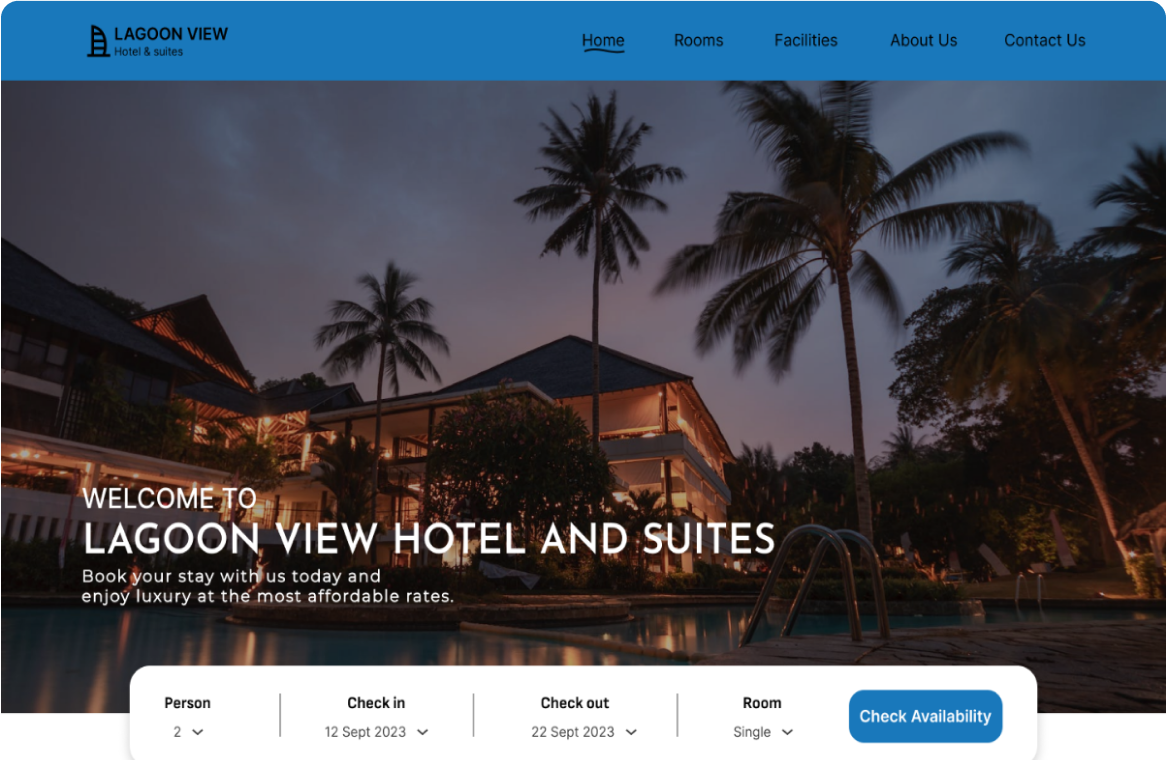 LAGOON VIEW
Hotel & suites
Home Rooms Facilities About Us Contact Us
WELCOME TO
LAGOON VIEW HOTEL AND SUITES
Book your stay with us today and
enjoy luxury at the most affordable rates.
Person Check in Check out Room
2 12 Sept 2023 22 Sept 2023 Single
Check Availability